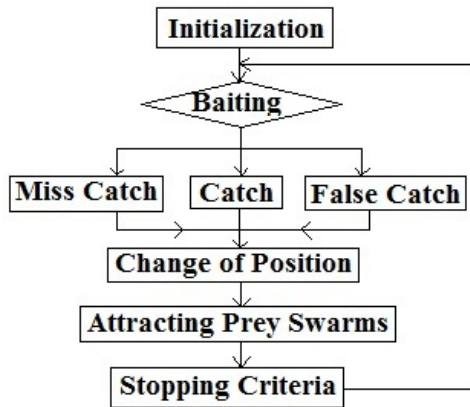 Initialization
Baiting
Miss Catch
Catch
False Catch
Change of Position
Attracting Prey Swarms
Stopping Criteria